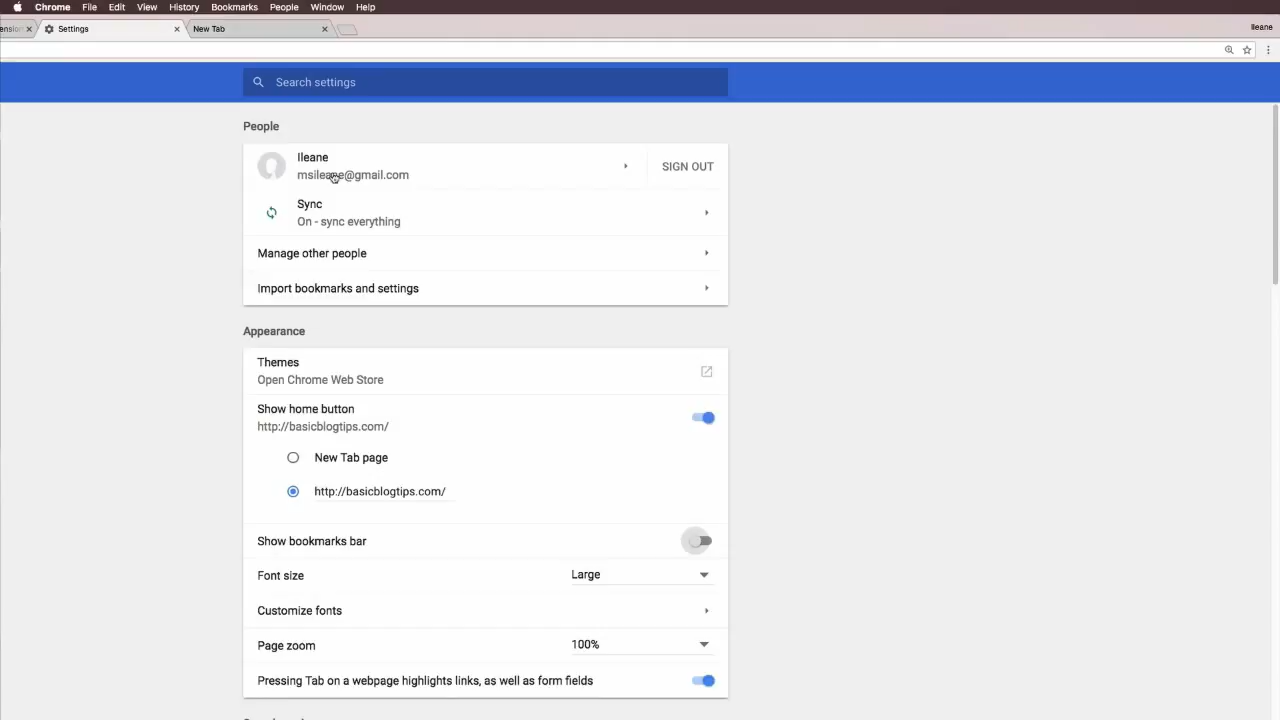 Chrome File Edit View History Bookmarks People Window Help
Settings New Tab Ileane
Search settings
People
Ileane
msileane@gmail.com
SIGN OUT
Sync
On - sync everything
Manage other people
Import bookmarks and settings
Appearance
Themes
Open Chrome Web Store
Show home button
http://basicblogtips.com/
New Tab page
http://basicblogtips.com/
Show bookmarks bar
Font size Large
Customize fonts
Page zoom 100%
Pressing Tab on a webpage highlights links, as well as form fields